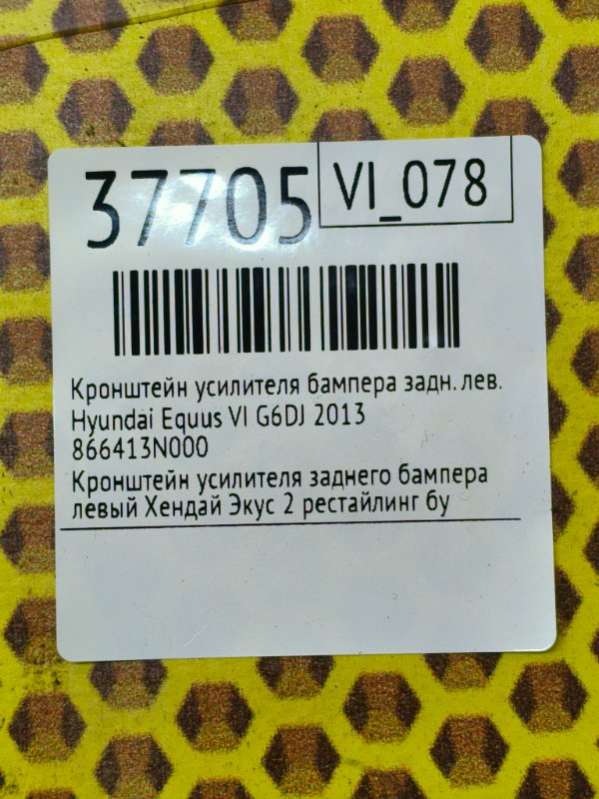 37705
VI_078
Кронштейн усилителя бампера задн. лев.
Hyundai Equus VI G6DJ 2013
866413N000
Кронштейн усилителя заднего бампера
левый Хендай Экус 2 рестайлинг бу